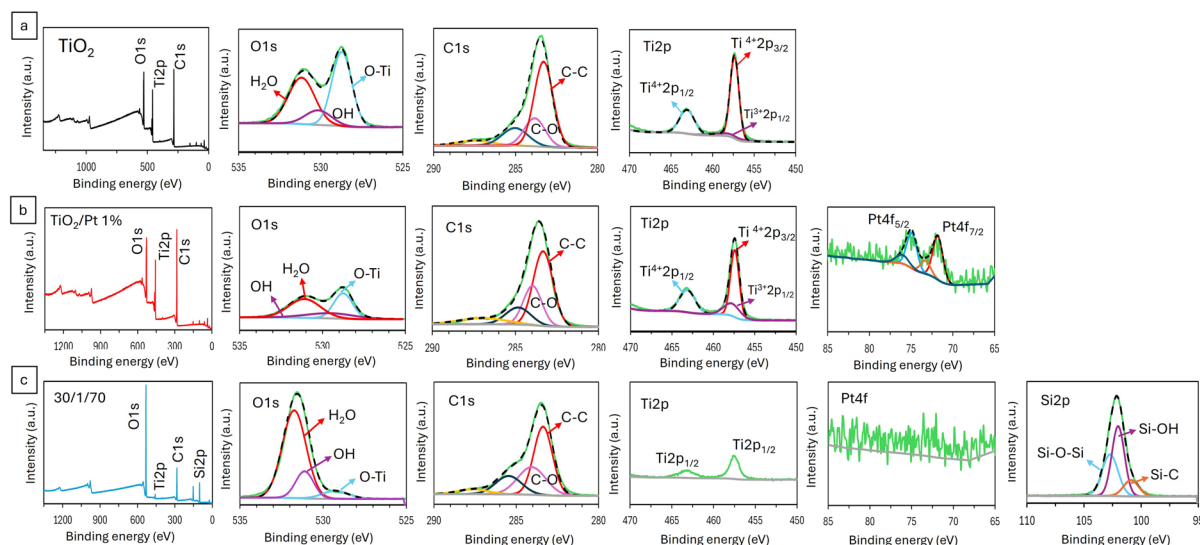 a
TiO2
O1s
Ti2p
C1s
Intensity (a.u.)
1000
500
0
Binding energy (eV)
O1s
H2O
OH
O-Ti
Intensity (a.u.)
535
530
525
Binding energy (eV)
C1s
C-C
C-O
Intensity (a.u.)
290
285
280
Binding energy (eV)
Ti2p
Ti 4+2p3/2
Ti4+2p1/2
Ti3+2p1/2
Intensity (a.u.)
470
465
460
455
450
Binding energy (eV)
b
TiO2/Pt 1%
O1s
Ti2p
C1s
Intensity (a.u.)
1200
900
600
300
0
Binding energy (eV)
O1s
H2O
OH
O-Ti
Intensity (a.u.)
535
530
525
Binding energy (eV)
C1s
C-C
C-O
Intensity (a.u.)
290
285
280
Binding energy (eV)
Ti2p
Ti 4+2p3/2
Ti4+2p1/2
Ti3+2p1/2
Intensity (a.u.)
470
465
460
455
450
Binding energy (eV)
Pt4f5/2
Pt4f7/2
Intensity (a.u.)
85
80
75
70
65
Binding energy (eV)
c
30/1/70
O1s
Ti2p
C1s
Si2p
Intensity (a.u.)
1200
900
600
300
0
Binding energy (eV)
O1s
H2O
OH
O-Ti
Intensity (a.u.)
535
530
525
Binding energy (eV)
C1s
C-C
C-O
Intensity (a.u.)
290
285
280
Binding energy (eV)
Ti2p
Ti2p1/2
Ti2p1/2
Intensity (a.u.)
470
465
460
455
450
Binding energy (eV)
Pt4f
Intensity (a.u.)
85
80
75
70
65
Binding energy (eV)
Si2p
Si-OH
Si-O-Si
Si-C
Intensity (a.u.)
110
105
100
95
Binding energy (eV)